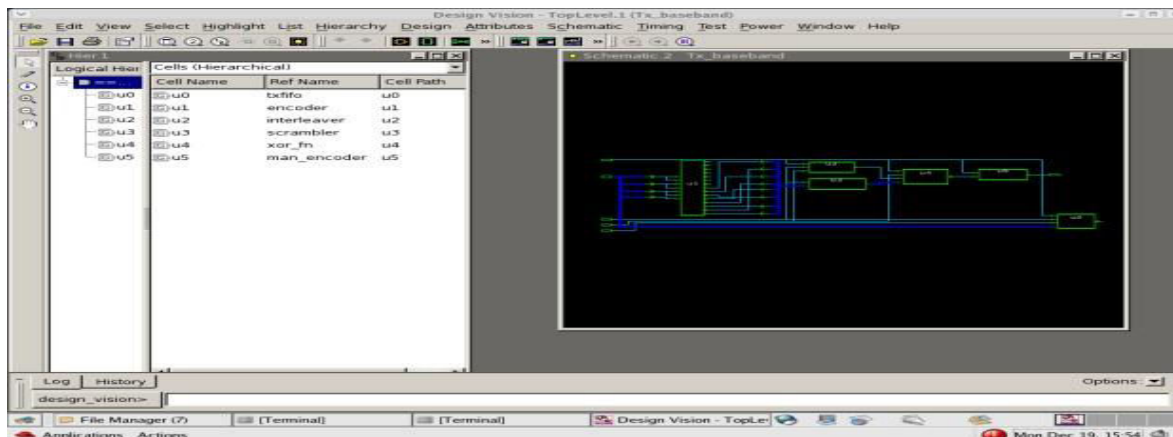 Design Vision - TopLevel.1 (Tx_baseband)
File Edit View Select Highlight List Hierarchy Design Attributes Schematic Timing Test Power Window Help
Hier.1
Schematic.2 Tx_baseband
Logical Hier
Cells (Hierarchical)
Cell Name Ref Name Cell Path
u0 u0 txfifo u0
u1 u1 encoder u1
u2 u2 interleaver u2
u3 u3 scrambler u3
u4 u4 xor_fn u4
u5 u5 man_encoder u5
u1
u4
Log History
Options:
design_vision>
File Manager (7) [Terminal] [Terminal] Design Vision - TopLe
Applications Actions Mon Dec 19, 15:54